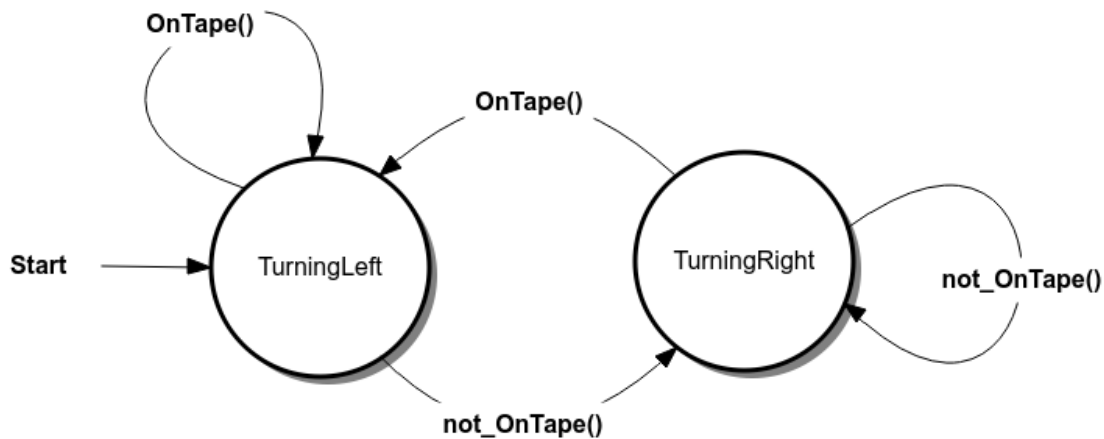 OnTape()
OnTape()
Start
TurningLeft
TurningRight
not_OnTape()
not_OnTape()